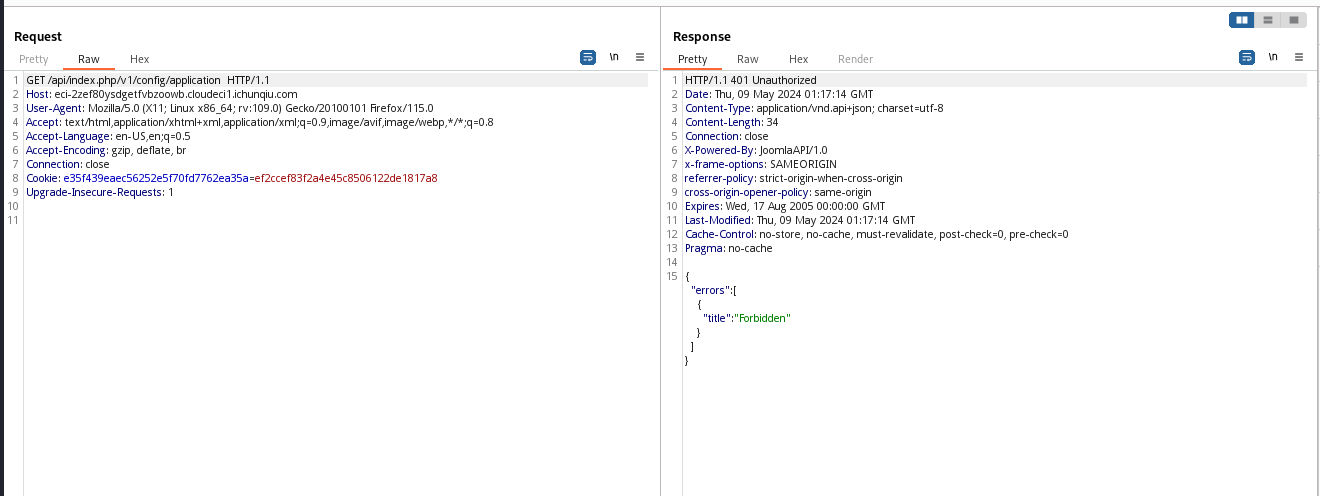 Request
Pretty Raw Hex
\n
1 GET /api/index.php/v1/config/application HTTP/1.1
2 Host: eci-2zef80ysdgetfvbzoowb.cloudeci1.ichunqiu.com
3 User-Agent: Mozilla/5.0 (X11; Linux x86_64; rv:109.0) Gecko/20100101 Firefox/115.0
4 Accept: text/html,application/xhtml+xml,application/xml;q=0.9,image/avif,image/webp,*/*;q=0.8
5 Accept-Language: en-US,en;q=0.5
6 Accept-Encoding: gzip, deflate, br
7 Connection: close
8 Cookie: e35f439eaec56252e5f70fd7762ea35a=ef2ccef83f2a4e45c8506122de1817a8
9 Upgrade-Insecure-Requests: 1
10
11
Response
Pretty Raw Hex Render
\n
1 HTTP/1.1 401 Unauthorized
2 Date: Thu, 09 May 2024 01:17:14 GMT
3 Content-Type: application/vnd.api+json; charset=utf-8
4 Content-Length: 34
5 Connection: close
6 X-Powered-By: JoomlaAPI/1.0
7 x-frame-options: SAMEORIGIN
8 referrer-policy: strict-origin-when-cross-origin
9 cross-origin-opener-policy: same-origin
10 Expires: Wed, 17 Aug 2005 00:00:00 GMT
11 Last-Modified: Thu, 09 May 2024 01:17:14 GMT
12 Cache-Control: no-store, no-cache, must-revalidate, post-check=0, pre-check=0
13 Pragma: no-cache
14
15 {
"errors":[
{
"title":"Forbidden"
}
]
}